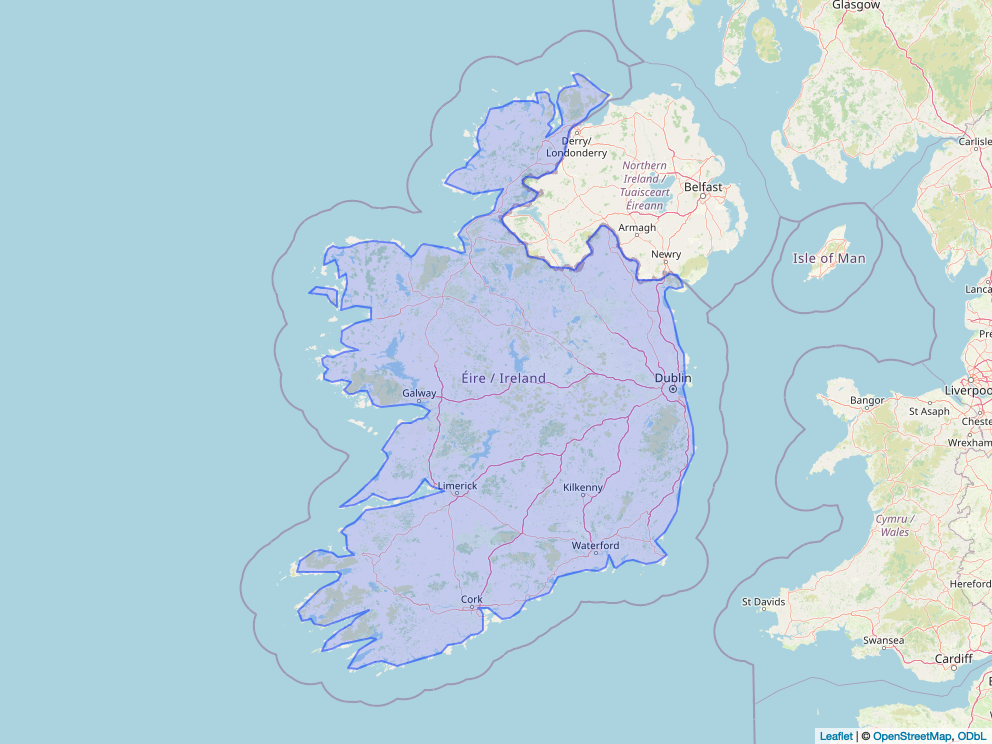 Glasgow
Carlisle
Derry/
Londonderry
Northern
Ireland /
Tuaisceart
Éireann
Belfast
Armagh
Newry
Isle of Man
Lanca
Pre
Éire / Ireland
Dublin
Galway
Bangor
St Asaph
Liverpoo
Cheste
Wrexham
Limerick
Kilkenny
Cymru /
Wales
Waterford
Hereford
Cork
St Davids
Swansea
Cardiff
Leaflet | © OpenStreetMap, ODbL